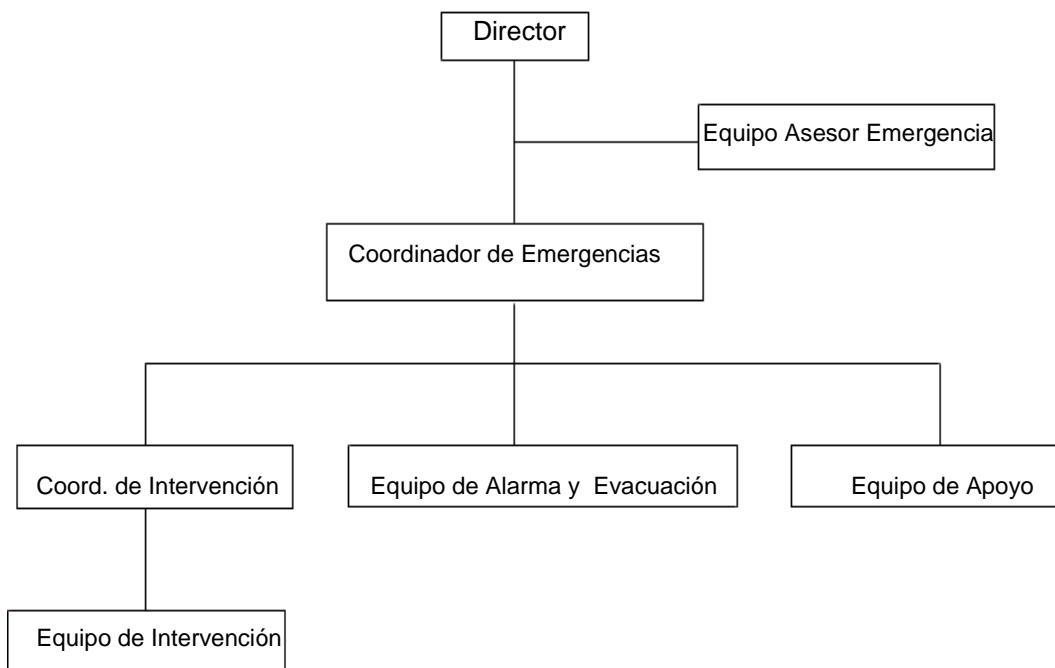 Director
Equipo Asesor Emergencia
Coordinador de Emergencias
Coord. de Intervención
Equipo de Alarma y Evacuación
Equipo de Apoyo
Equipo de Intervención